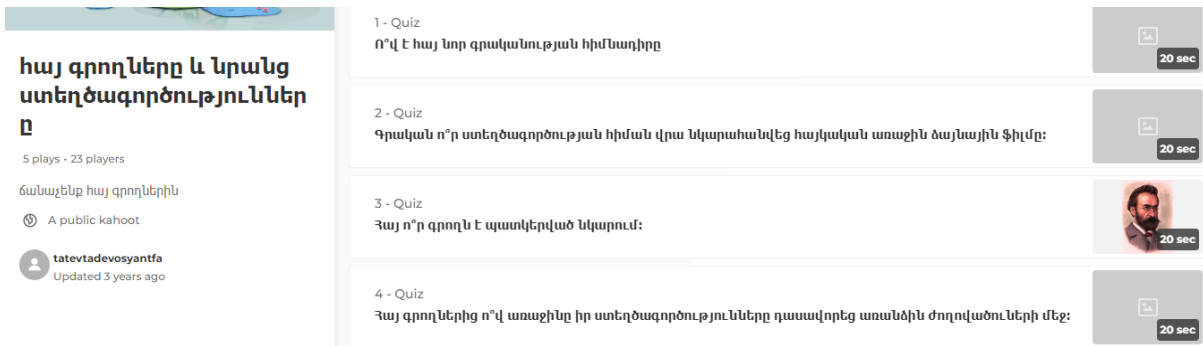 հայ գրողները և նրանց
ստեղծագործություններ
ը
5 plays • 23 players
ճանաչենք հայ գրողներին
A public kahoot
tatevtadevosyantfa
Updated 3 years ago
1 - Quiz
Ո°վ է հայ նոր գրականության հիմնադիրը
20 sec
2 - Quiz
Գրական ո°ր ստեղծագործության հիման վրա նկարահանվեց հայկական առաջին ձայնային ֆիլմը:
20 sec
3 - Quiz
Հայ ո°ր գրողն է պատկերված նկարում:
20 sec
4 - Quiz
Հայ գրողներից ո°վ առաջինը իր ստեղծագործությունները դասավորեց առանձին ժողովածուների մեջ:
20 sec